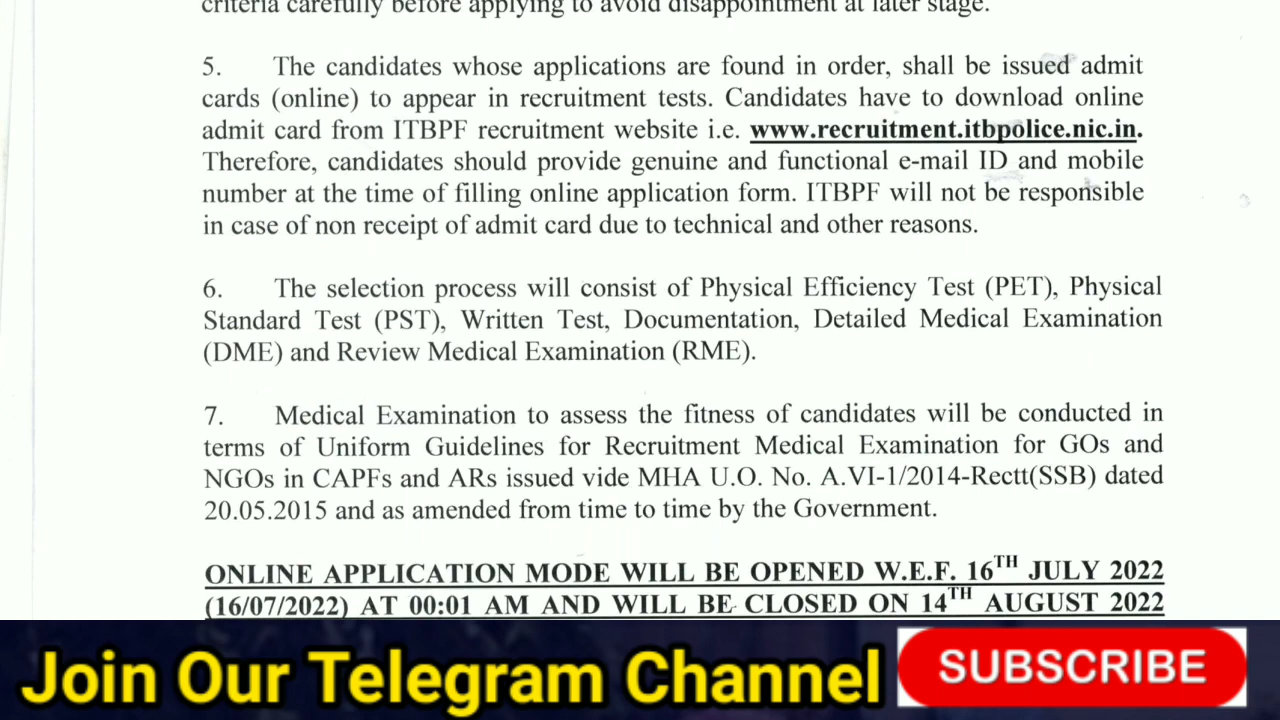 criteria carefully before applying to avoid disappointment at later stage.
5. The candidates whose applications are found in order, shall be issued admit
cards (online) to appear in recruitment tests. Candidates have to download online
admit card from ITBPF recruitment website i.e. www.recruitment.itbpolice.nic.in.
Therefore, candidates should provide genuine and functional e-mail ID and mobile
number at the time of filling online application form. ITBPF will not be responsible
in case of non receipt of admit card due to technical and other reasons.
6. The selection process will consist of Physical Efficiency Test (PET), Physical
Standard Test (PST), Written Test, Documentation, Detailed Medical Examination
(DME) and Review Medical Examination (RME).
7. Medical Examination to assess the fitness of candidates will be conducted in
terms of Uniform Guidelines for Recruitment Medical Examination for GOs and
NGOs in CAPFs and ARs issued vide MHA U.O. No. A.VI-1/2014-Rectt(SSB) dated
20.05.2015 and as amended from time to time by the Government.
ONLINE APPLICATION MODE WILL BE OPENED W.E.F. 16TH JULY 2022
(16/07/2022) AT 00:01 AM AND WILL BE CLOSED ON 14TH AUGUST 2022
Join Our Telegram Channel
SUBSCRIBE